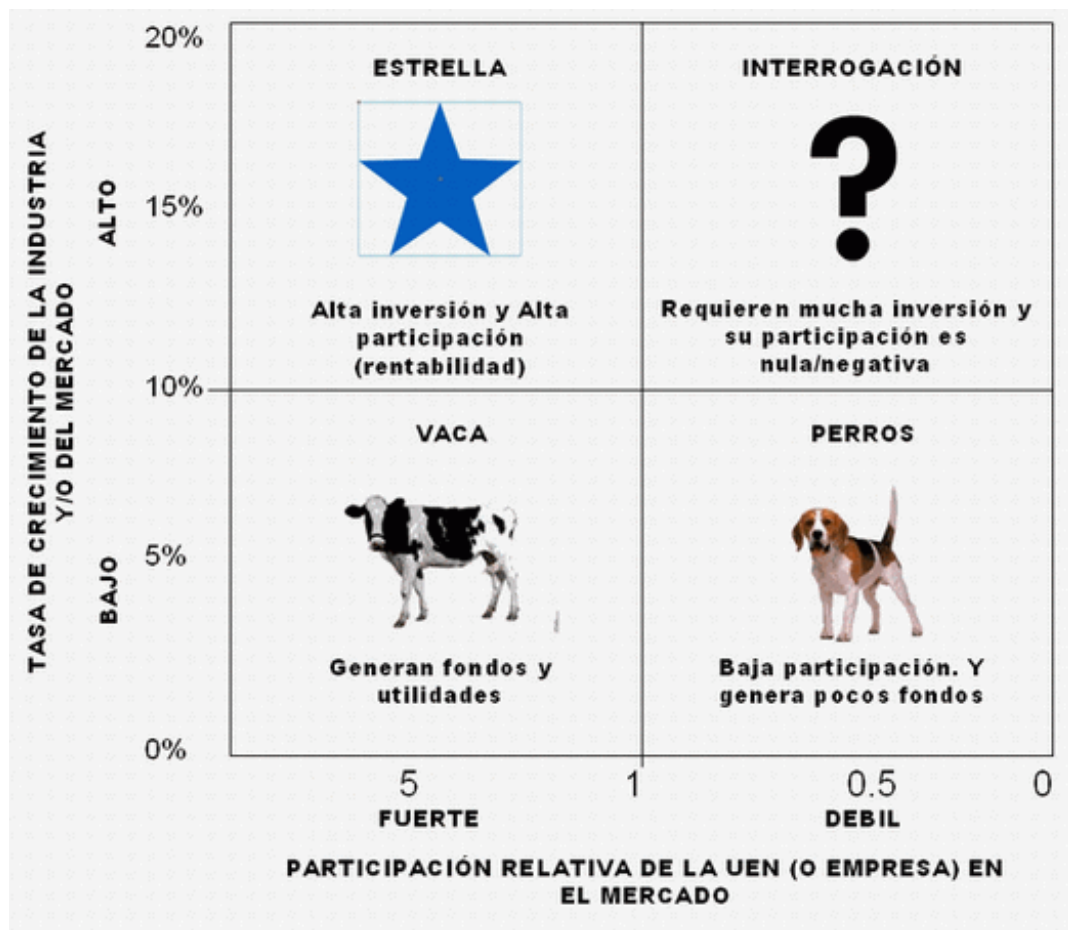 20%
ESTRELLA
INTERROGACIÓN
?
15%
ALTO
Alta inversión y Alta
participación
(rentabilidad)
Requieren mucha inversión y
su participación es
nula/negativa
10%
TASA DE CRECIMIENTO DE LA INDUSTRIA
Y/O DEL MERCADO
VACA
PERROS
5%
BAJO
Generan fondos y
utilidades
Baja participación. Y
genera pocos fondos
0%
5
1
0.5
0
FUERTE
DEBIL
PARTICIPACIÓN RELATIVA DE LA UEN (O EMPRESA) EN
EL MERCADO